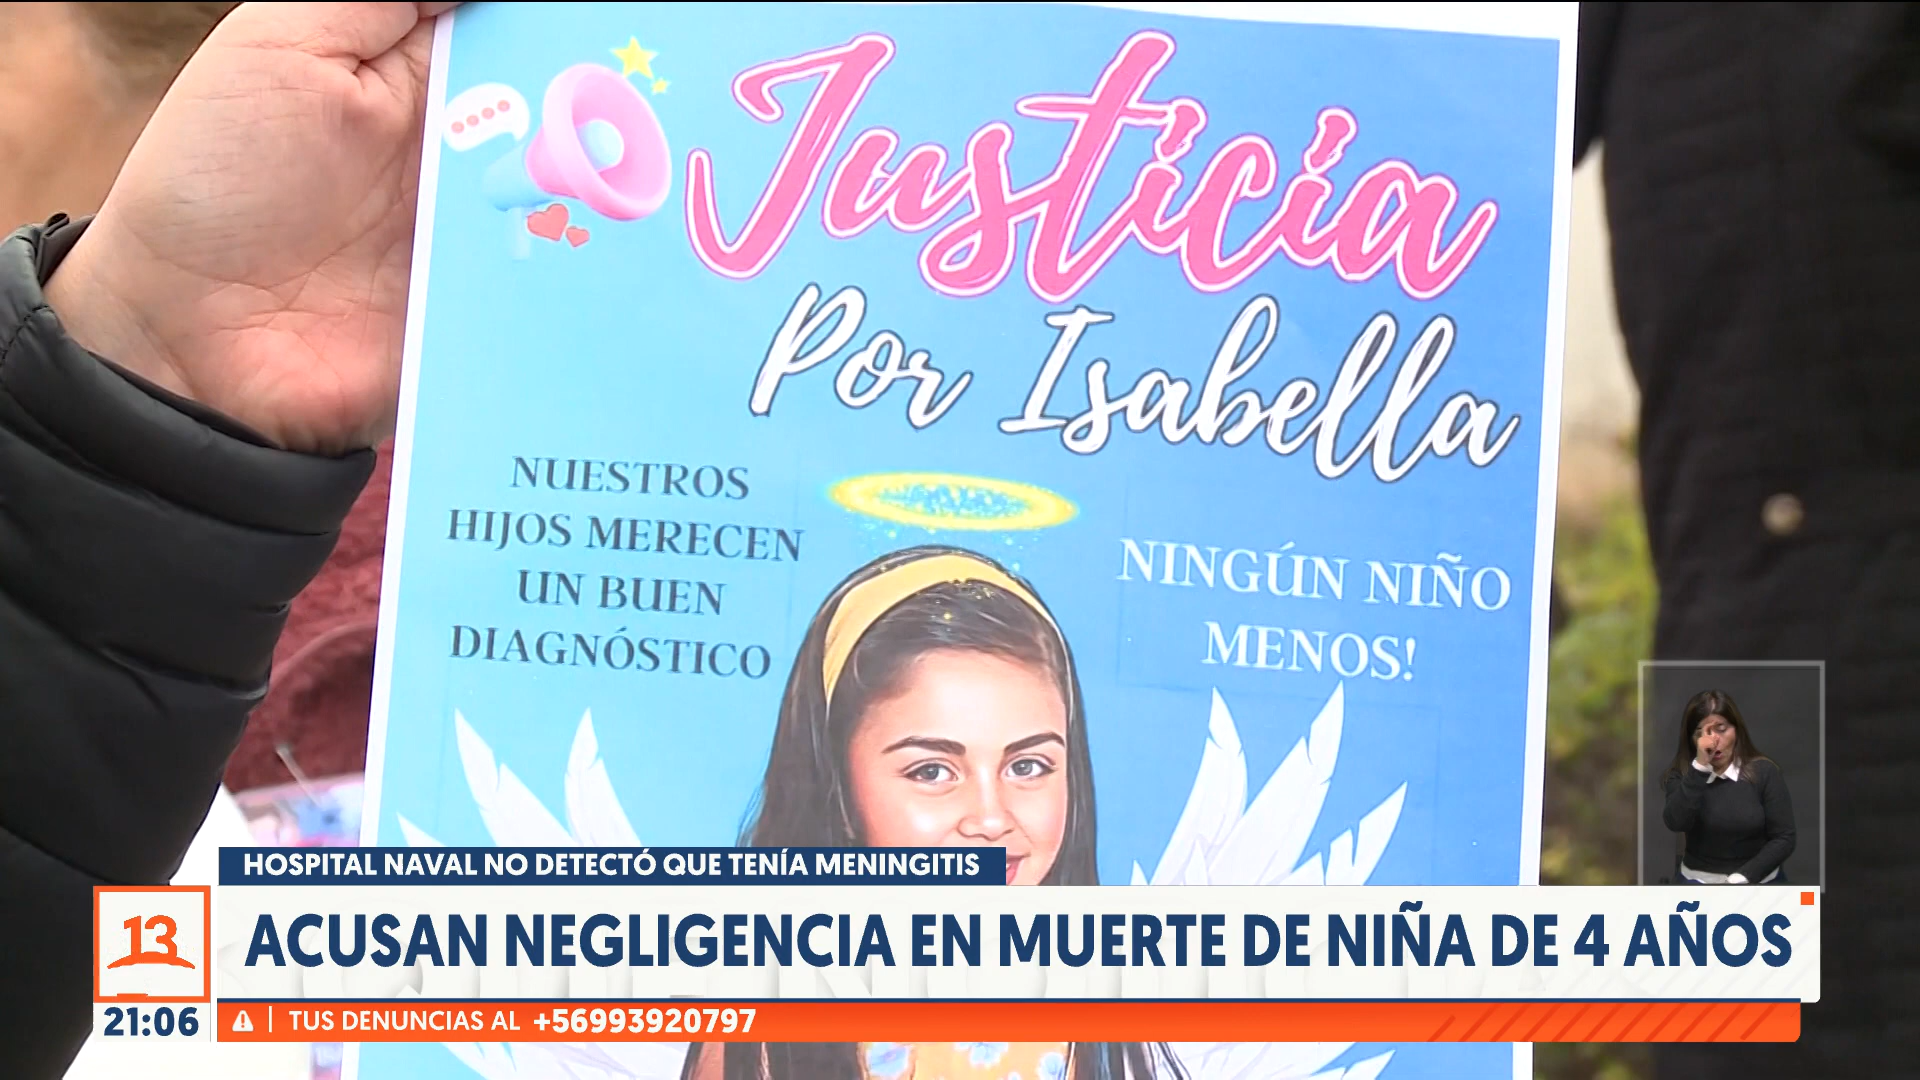 Justicia
Por Isabella
NUESTROS
HIJOS MERECEN
UN BUEN
DIAGNÓSTICO
NINGÚN NIÑO
MENOS!
HOSPITAL NAVAL NO DETECTÓ QUE TENÍA MENINGITIS
13
ACUSAN NEGLIGENCIA EN MUERTE DE NIÑA DE 4 AÑOS
21:06
TUS DENUNCIAS AL +56993920797